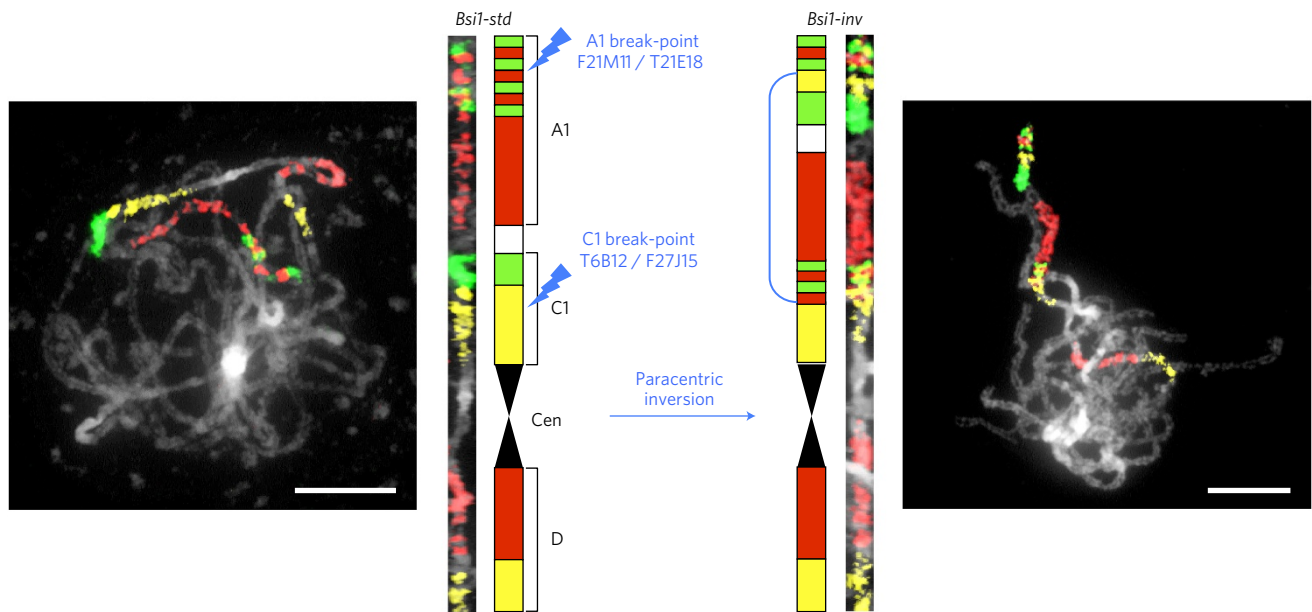 Bsi1-std
Bsi1-inv
A1 break-point
F21M11 / T21E18
A1
C1 break-point
T6B12 / F27J15
C1
Paracentric
inversion
Cen
D